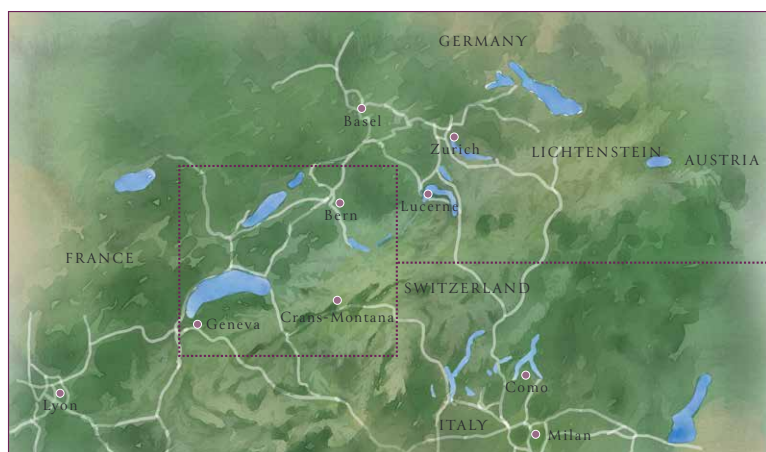 GERMANY
Basel
Zurich
LICHTENSTEIN
AUSTRIA
Lucerne
Bern
FRANCE
SWITZERLAND
Crans-Montana
Geneva
Como
Lyon
ITALY
Milan